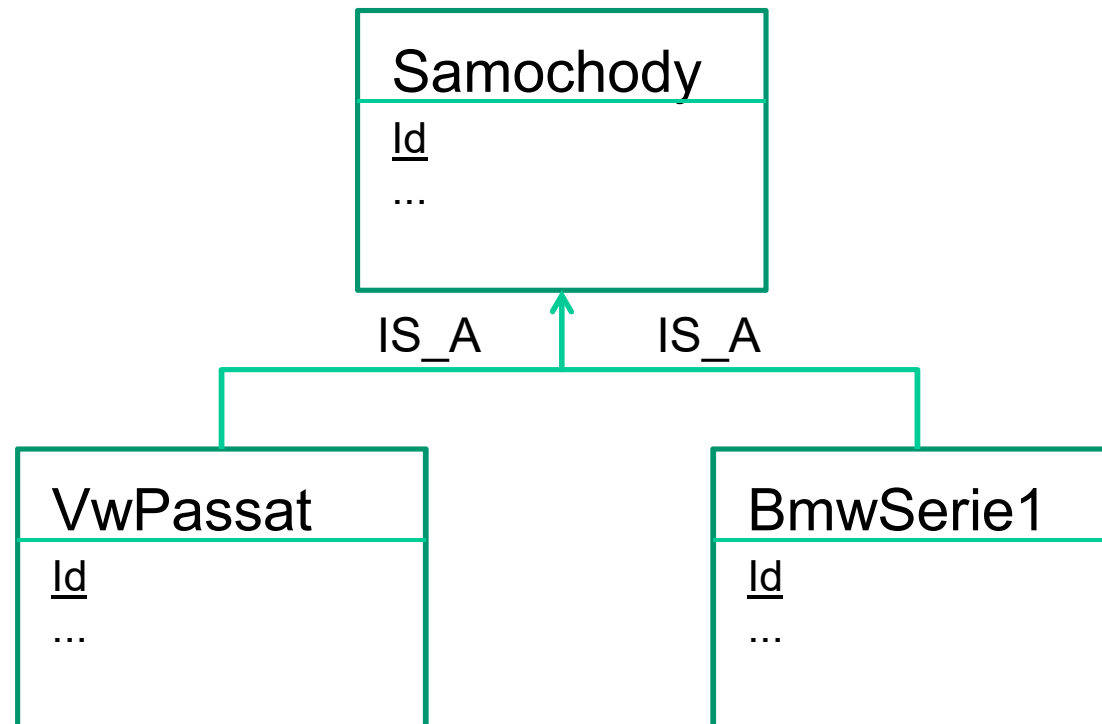 Samochody
Id
...
IS_A IS_A
VwPassat
Id
...
BmwSerie1
Id
...